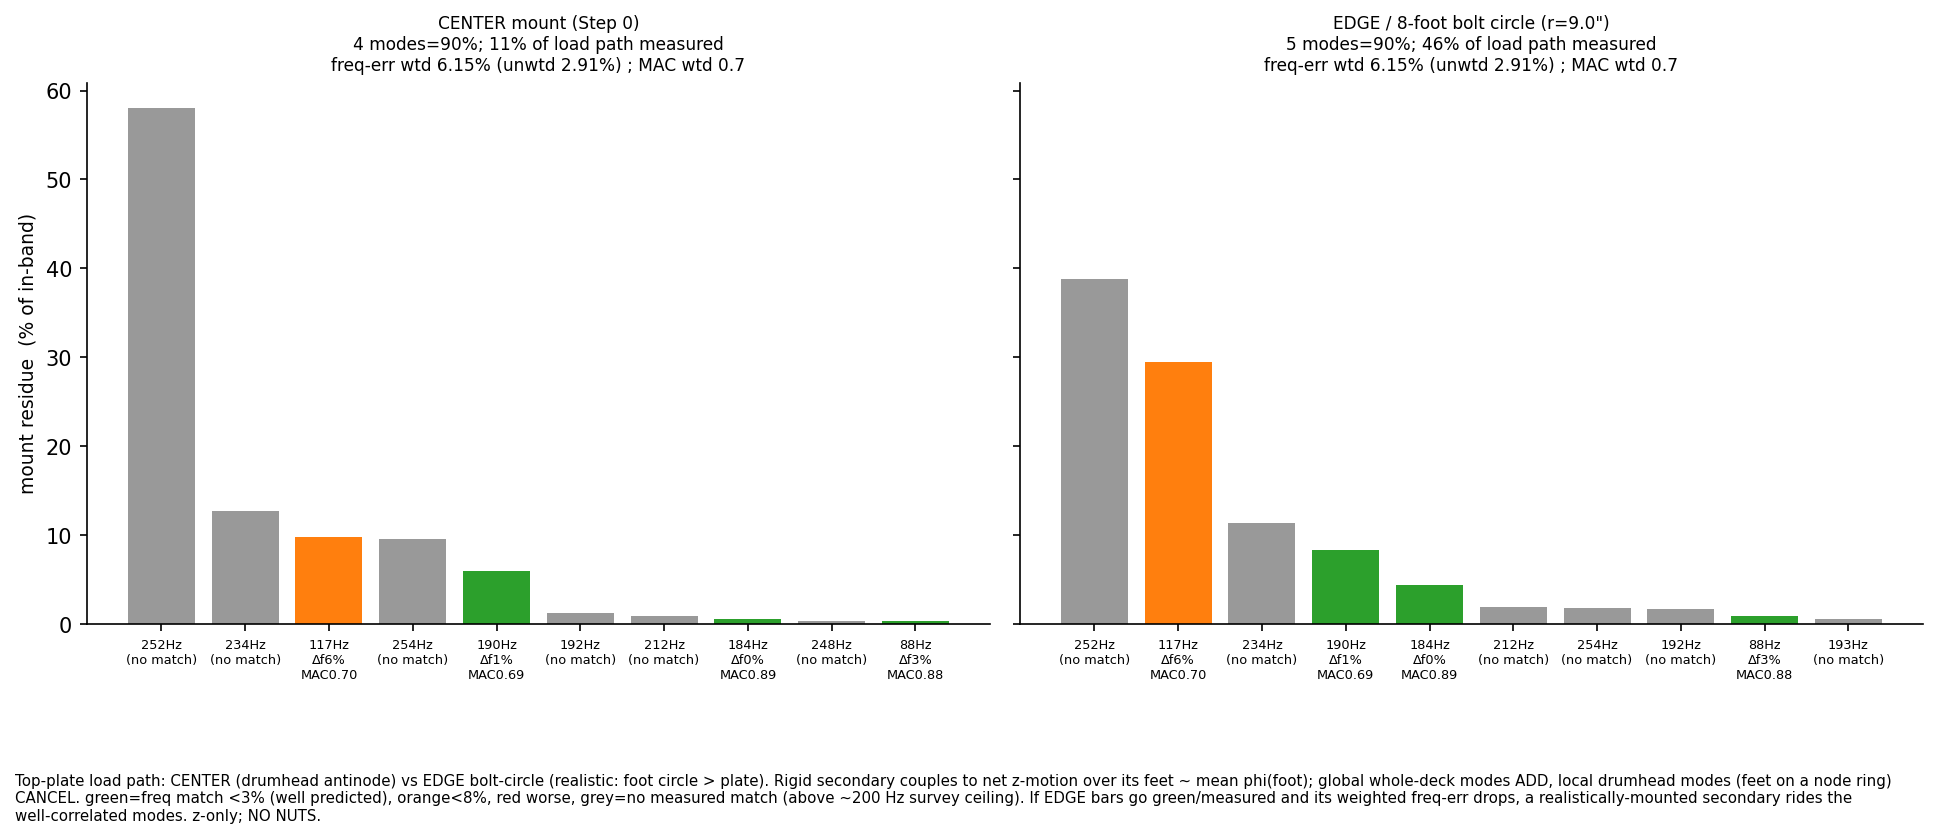 CENTER mount (Step 0)
4 modes=90%; 11% of load path measured
freq-err wtd 6.15% (unwtd 2.91%) ; MAC wtd 0.7
EDGE / 8-foot bolt circle (r=9.0")
5 modes=90%; 46% of load path measured
freq-err wtd 6.15% (unwtd 2.91%) ; MAC wtd 0.7
mount residue (% of in-band)
60
50
40
30
20
10
0
252Hz
(no match)
234Hz
(no match)
117Hz
Δf6%
MAC0.70
254Hz
(no match)
190Hz
Δf1%
MAC0.69
192Hz
(no match)
212Hz
(no match)
184Hz
Δf0%
MAC0.89
248Hz
(no match)
88Hz
Δf3%
MAC0.88
252Hz
(no match)
117Hz
Δf6%
MAC0.70
234Hz
(no match)
190Hz
Δf1%
MAC0.69
184Hz
Δf0%
MAC0.89
212Hz
(no match)
254Hz
(no match)
192Hz
(no match)
88Hz
Δf3%
MAC0.88
193Hz
(no match)
Top-plate load path: CENTER (drumhead antinode) vs EDGE bolt-circle (realistic: foot circle > plate). Rigid secondary couples to net z-motion over its feet ~ mean phi(foot); global whole-deck modes ADD, local drumhead modes (feet on a node ring)
CANCEL. green=freq match <3% (well predicted), orange<8%, red worse, grey=no measured match (above ~200 Hz survey ceiling). If EDGE bars go green/measured and its weighted freq-err drops, a realistically-mounted secondary rides the
well-correlated modes. z-only; NO NUTS.